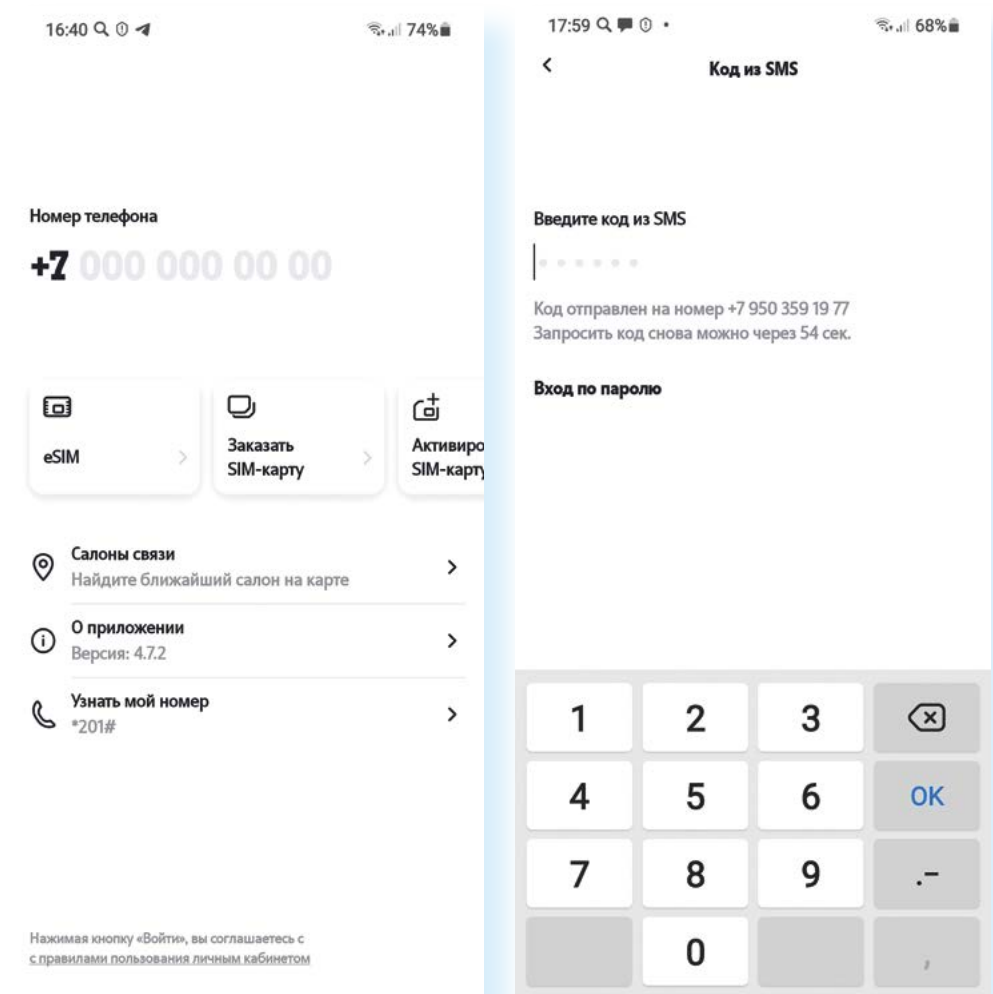 16:40 74%
Номер телефона
+7 000 000 00 00
eSIM
Заказать
SIM-карту
Активиро
SIM-карту
Салоны связи
Найдите ближайший салон на карте
О приложении
Версия: 4.7.2
Узнать мой номер
*201#
Нажимая кнопку «Войти», вы соглашаетесь с
с правилами пользования личным кабинетом
17:59 68%
Код из SMS
Введите код из SMS
Код отправлен на номер +7 950 359 19 77
Запросить код снова можно через 54 сек.
Вход по паролю
1 2 3
4 5 6 OK
7 8 9 .-
0 ,